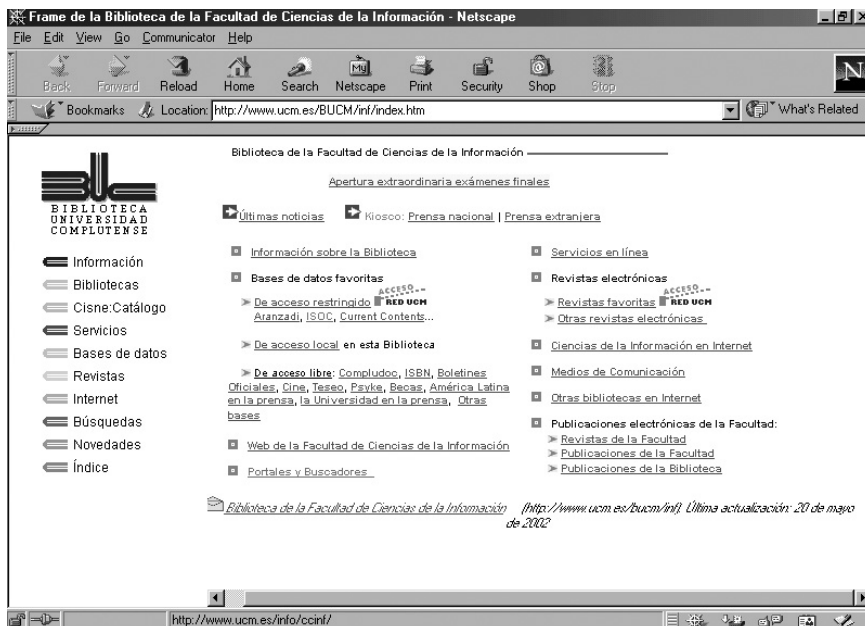 Frame de la Biblioteca de la Facultad de Ciencias de la Información - Netscape
File Edit View Go Communicator Help
Back Forward Reload Home Search Netscape Print Security Shop Stop
My
N
Bookmarks Location: http://www.ucm.es/BUCM/inf/index.htm What's Related
BIBLIOTECA
UNIVERSIDAD
COMPLUTENSE
Información
Bibliotecas
Cisne:Catálogo
Servicios
Bases de datos
Revistas
Internet
Búsquedas
Novedades
Índice
Biblioteca de la Facultad de Ciencias de la Información
Apertura extraordinaria exámenes finales
Últimas noticias Kiosco: Prensa nacional | Prensa extranjera
Información sobre la Biblioteca
Bases de datos favoritas
De acceso restringido ACCESO RED UCM
Aranzadi, ISOC, Current Contents...
De acceso local en esta Biblioteca
De acceso libre: Compludoc, ISBN, Boletines
Oficiales, Cine, Teseo, Psyke, Becas, América Latina
en la prensa, la Universidad en la prensa, Otras
bases
Web de la Facultad de Ciencias de la Información
Portales y Buscadores
Servicios en línea
Revistas electrónicas
Revistas favoritas ACCESO RED UCM
Otras revistas electrónicas
Ciencias de la Información en Internet
Medios de Comunicación
Otras bibliotecas en Internet
Publicaciones electrónicas de la Facultad:
Revistas de la Facultad
Publicaciones de la Facultad
Publicaciones de la Biblioteca
Biblioteca de la Facultad de Ciencias de la Información (http://www.ucm.es/bucm/inf). Última actualización: 20 de mayo
de 2002
http://www.ucm.es/info/ccinf/